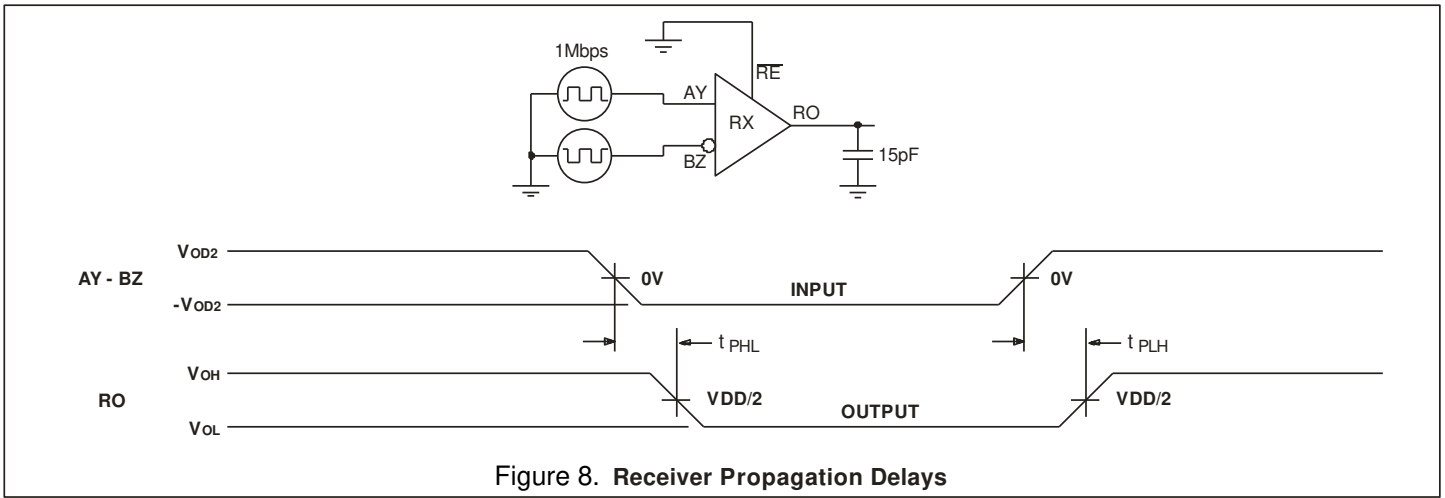 1Mbps
RE
AY
RX
RO
BZ
15pF
VOD2
AY - BZ
0V
INPUT
0V
-VOD2
t PHL
t PLH
VOH
RO
VDD/2
OUTPUT
VDD/2
VOL
Figure 8. Receiver Propagation Delays